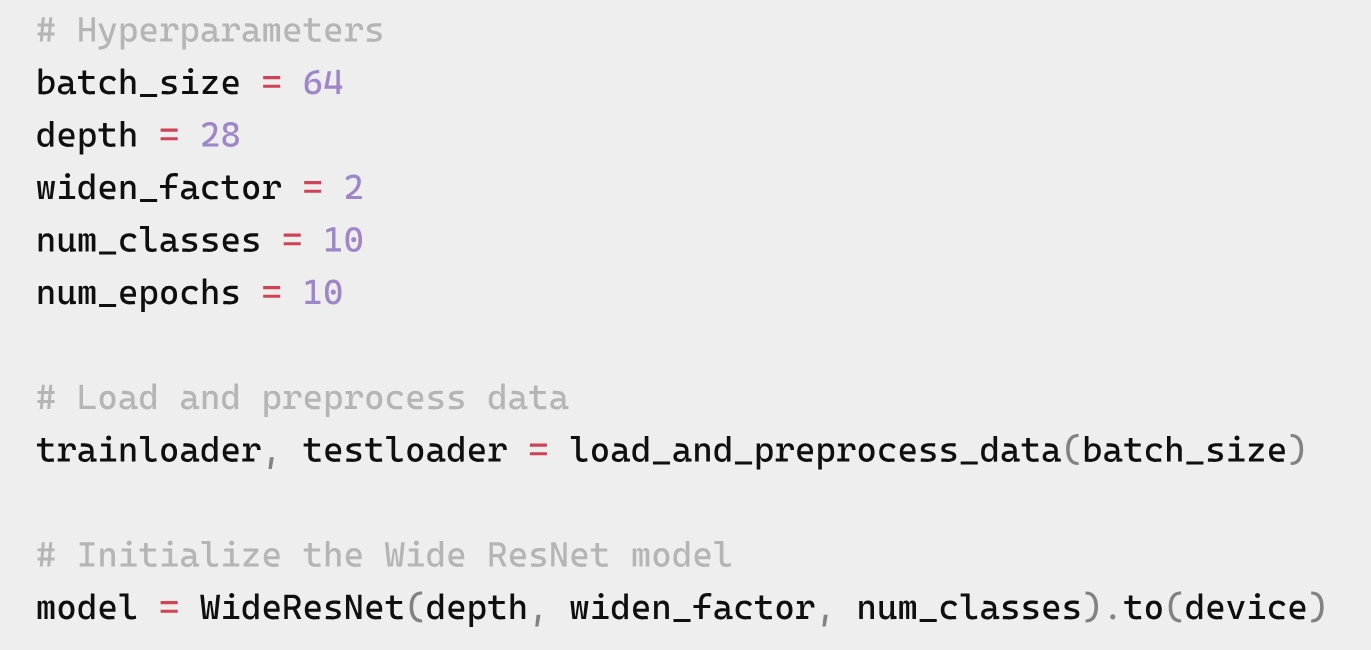 # Hyperparameters
batch_size = 64
depth = 28
widen_factor = 2
num_classes = 10
num_epochs = 10
# Load and preprocess data
trainloader, testloader = load_and_preprocess_data(batch_size)
# Initialize the Wide ResNet model
model = WideResNet(depth, widen_factor, num_classes).to(device)